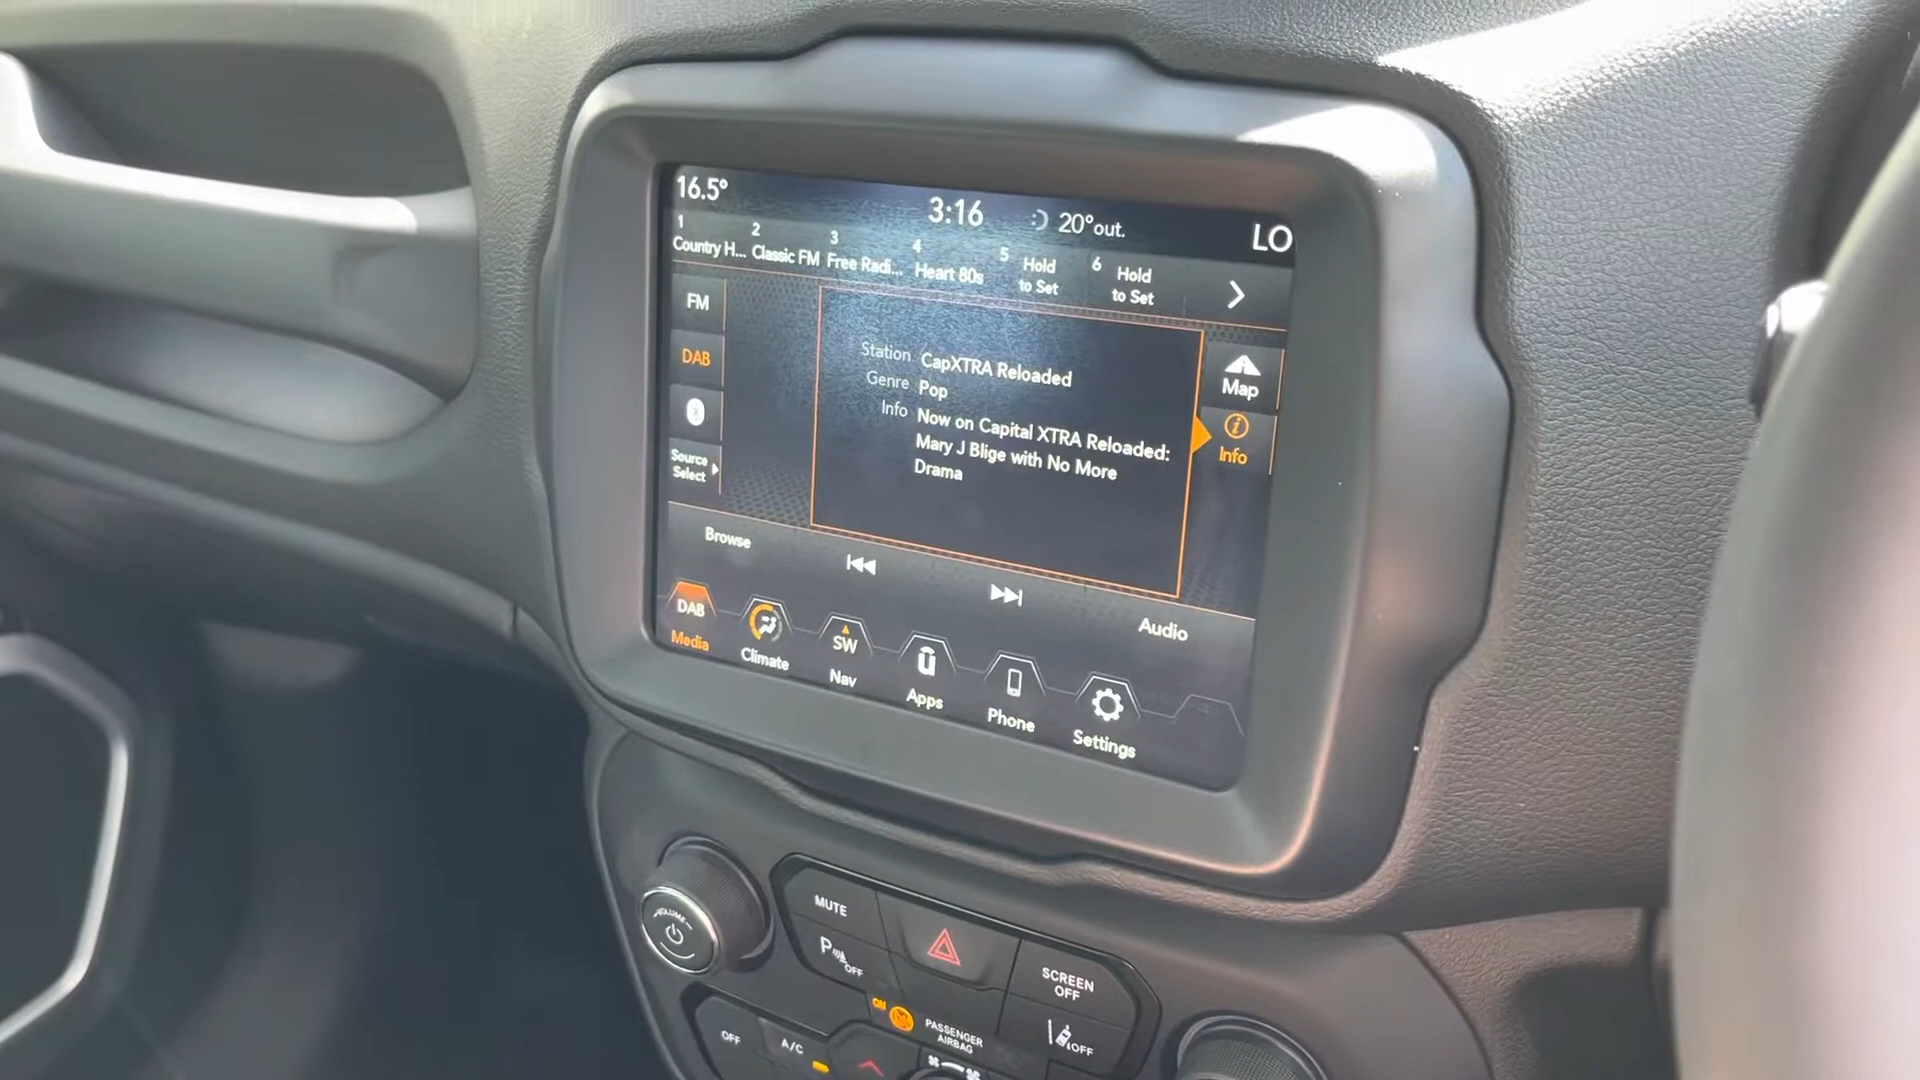 16.5°
3:16
20°out.
LO
1
2
3
4
5
6
Country H...
Classic FM
Free Radi...
Heart 80s
Hold
to Set
Hold
to Set
FM
DAB
Source
Select
Station CapXTRA Reloaded
Genre Pop
Info Now on Capital XTRA Reloaded:
Mary J Blige with No More
Drama
Map
Info
Browse
Audio
DAB
Media
Climate
SW
Nav
Apps
Phone
Settings
VOLUME
MUTE
P OFF
SCREEN
OFF
ON
PASSENGER
AIRBAG
OFF
OFF
A/C